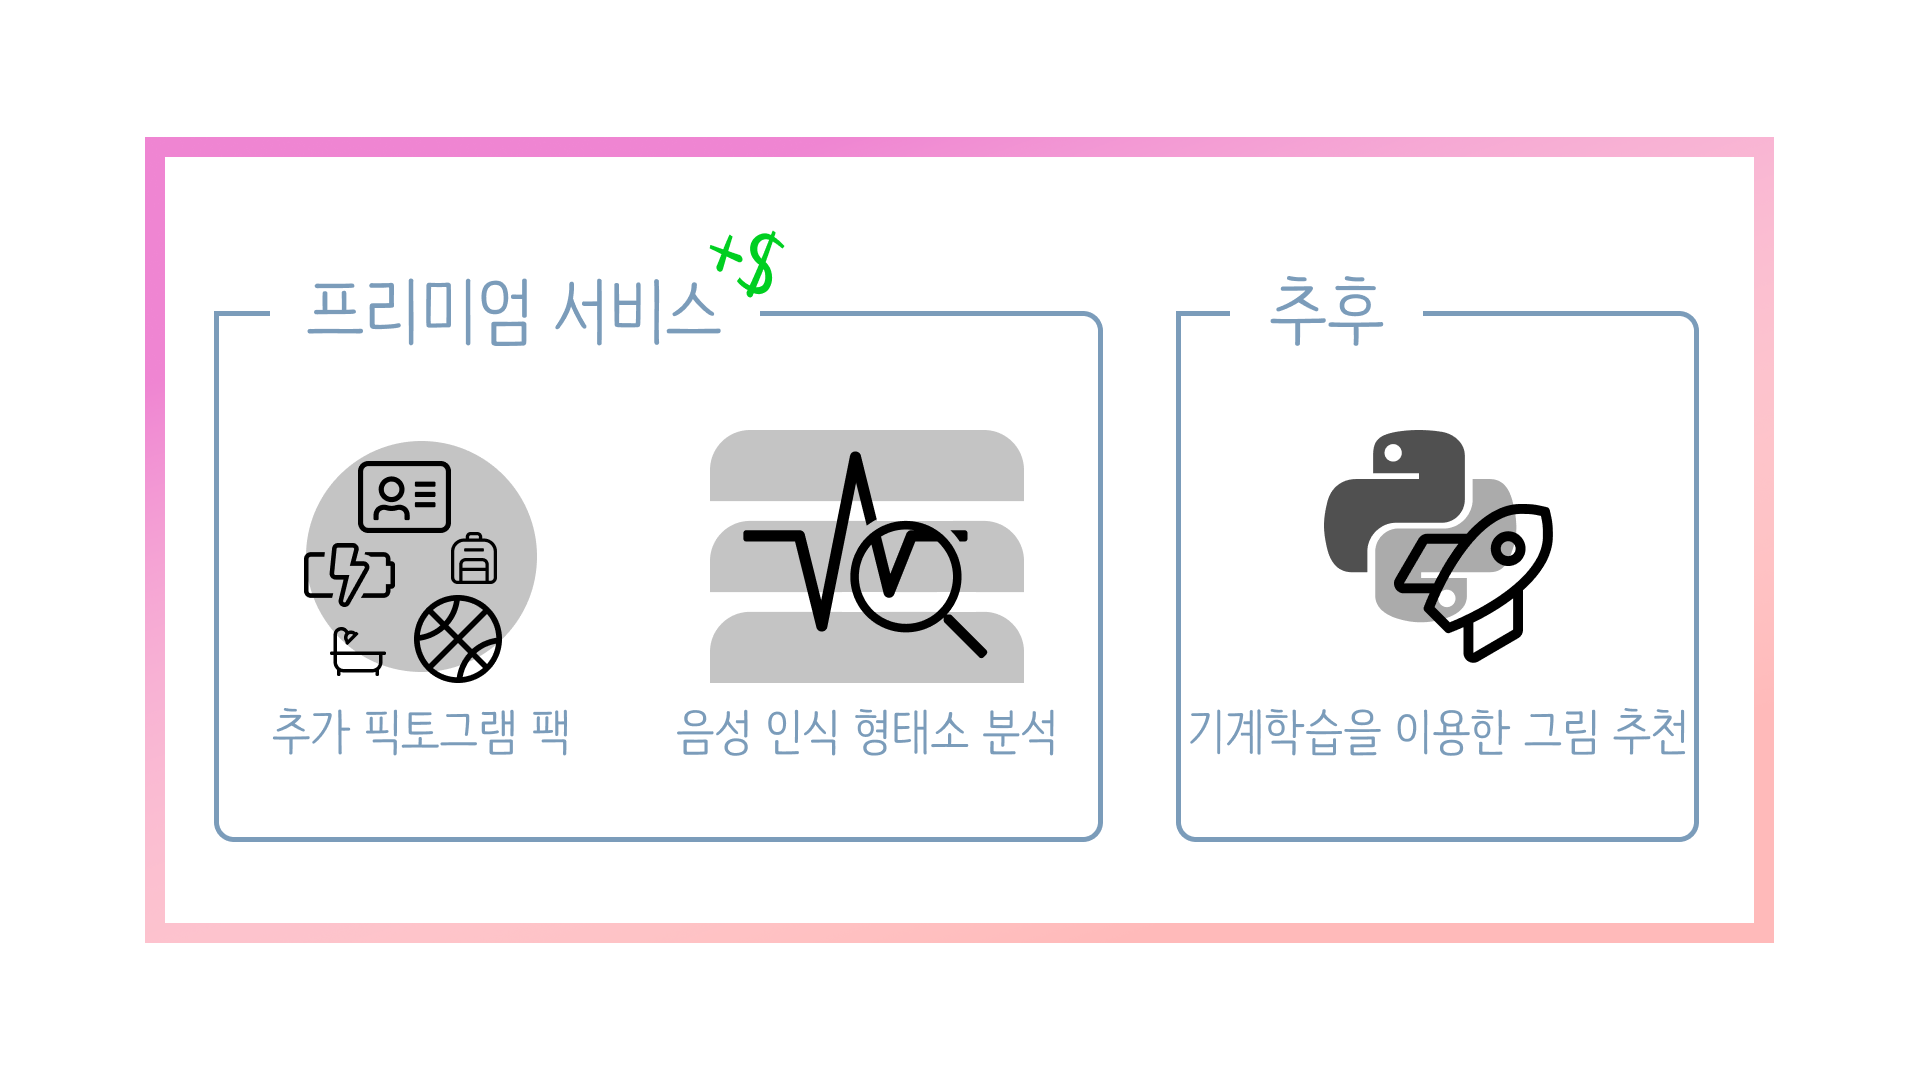 프리미엄 서비스
+$
추가 픽토그램 팩
음성 인식 형태소 분석
추후
기계학습을 이용한 그림 추천